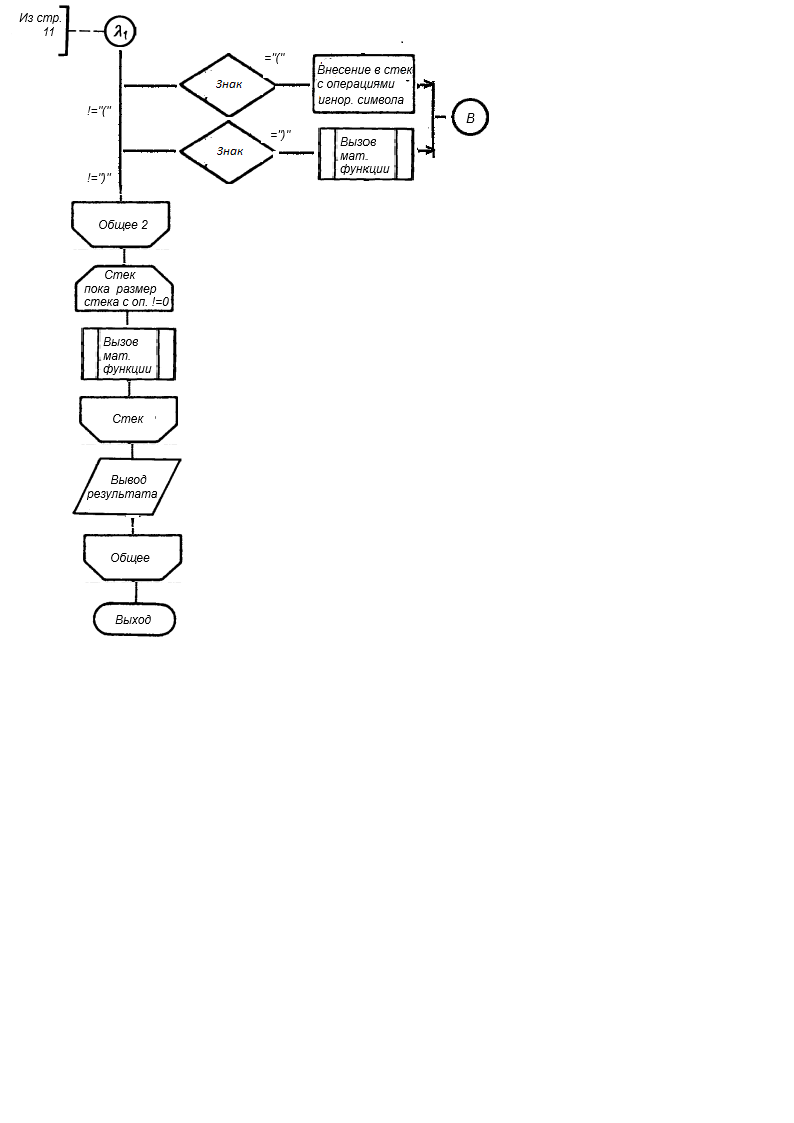 Из стр.
11
λ1
="("
Знак
Внесение в стек
с операциями
игнор. символа
!="("
В
=")"
Знак
Вызов
мат.
функции
!=")"
Общее 2
Стек
пока размер
стека с оп. !=0
Вызов
мат.
функции
Стек
Вывод
результата
Общее
Выход